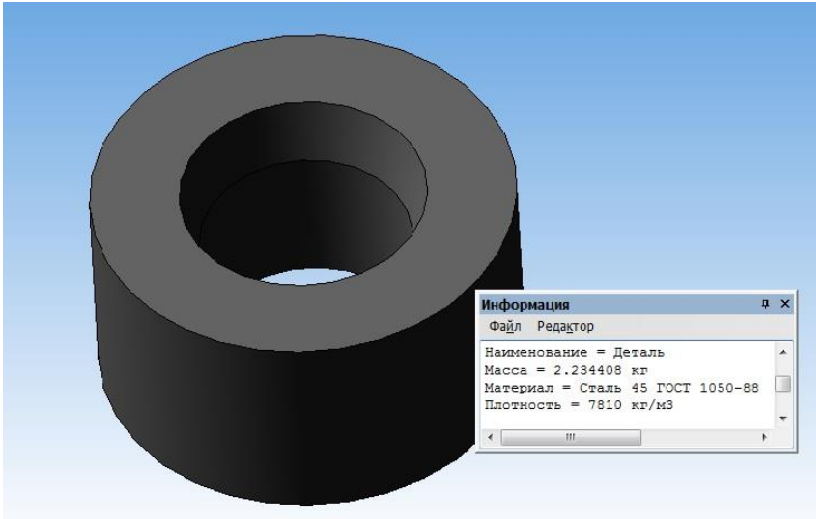 Информация
Файл Редактор
Наименование = Деталь
Масса = 2.234408 кг
Материал = Сталь 45 ГОСТ 1050-88
Плотность = 7810 кг/м3